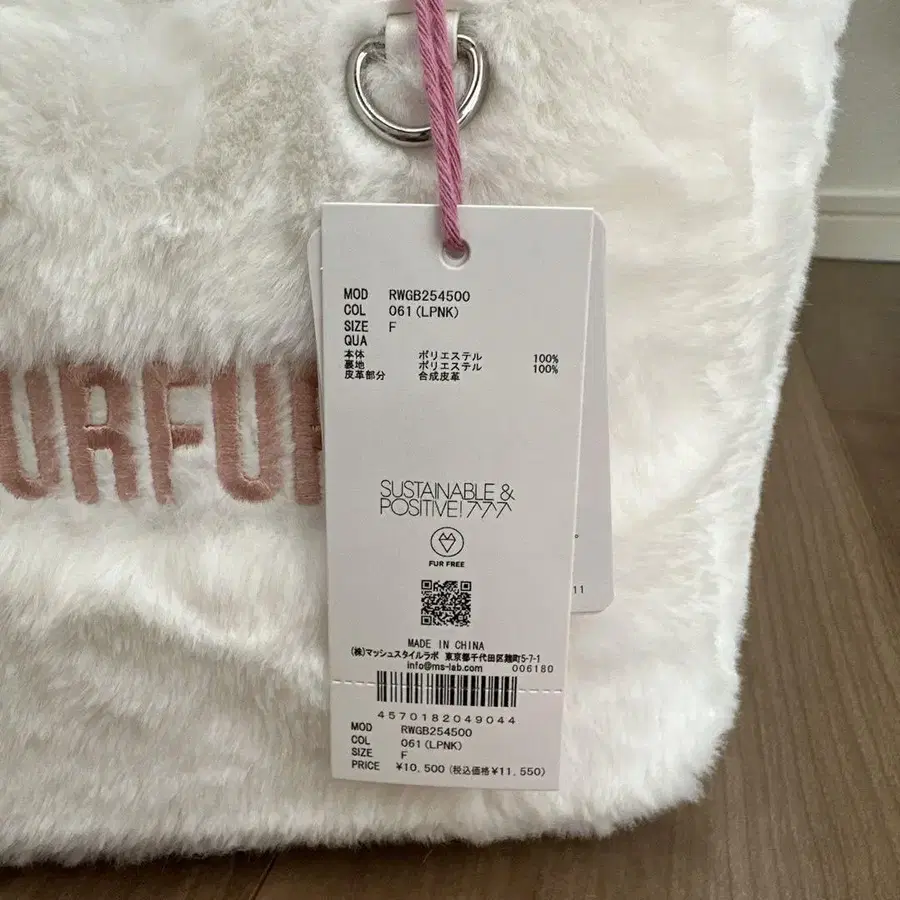 MOD RWGB254500
COL 061(LPNK)
SIZE F
QUA
本体 ポリエステル 100%
裏地 ポリエステル 100%
皮革部分 合成皮革
URFUR
SUSTAINABLE &
POSITIVE!
FUR FREE
11
MADE IN CHINA
(株)マッシュスタイルラボ 東京都千代田区麹町5-7-1
info@ms-lab.com 006180
4570182049044
MOD RWGB254500
COL 061(LPNK)
SIZE F
PRICE ¥10,500 (税込価格¥11,550)